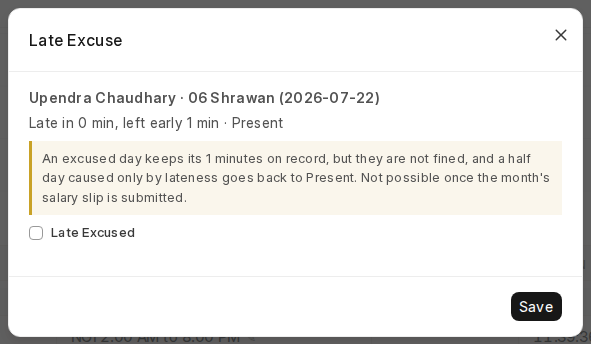 Late Excuse
Upendra Chaudhary · 06 Shrawan (2026-07-22)
Late in 0 min, left early 1 min · Present
An excused day keeps its 1 minutes on record, but they are not fined, and a half
day caused only by lateness goes back to Present. Not possible once the month's
salary slip is submitted.
Late Excused
Save